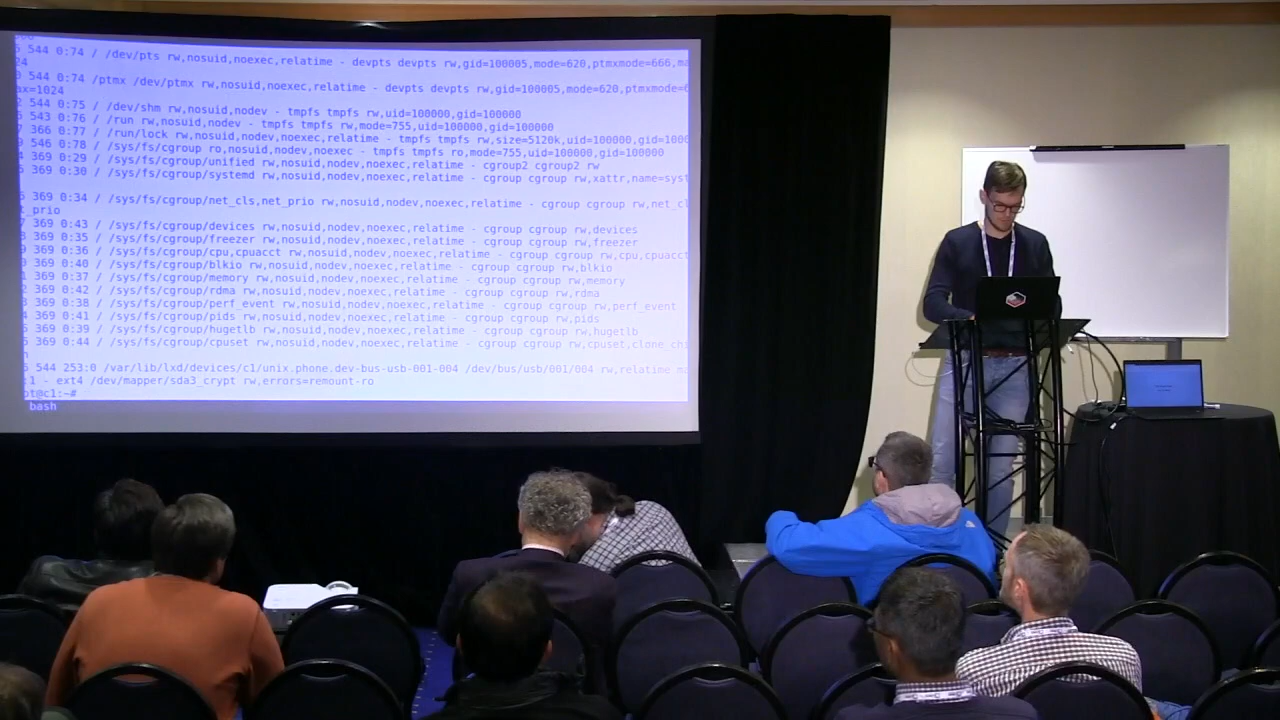 544 0:74 / /dev/pts rw,nosuid,noexec,relatime - devpts devpts rw,gid=100005,mode=620,ptmxmode=666,ma
24
544 0:74 /ptmx /dev/ptmx rw,nosuid,noexec,relatime - devpts devpts rw,gid=100005,mode=620,ptmxmode=6
ax=1024
544 0:75 / /dev/shm rw,nosuid,nodev - tmpfs tmpfs rw,uid=100000,gid=100000
543 0:76 / /run rw,nosuid,nodev - tmpfs tmpfs rw,mode=755,uid=100000,gid=100000
366 0:77 / /run/lock rw,nosuid,nodev,noexec,relatime - tmpfs tmpfs rw,size=5120k,uid=100000,gid=1000
546 0:78 / /sys/fs/cgroup ro,nosuid,nodev,noexec - tmpfs tmpfs ro,mode=755,uid=100000,gid=100000
369 0:29 / /sys/fs/cgroup/unified rw,nosuid,nodev,noexec,relatime - cgroup2 cgroup2 rw
369 0:30 / /sys/fs/cgroup/systemd rw,nosuid,nodev,noexec,relatime - cgroup cgroup rw,xattr,name=syst
369 0:34 / /sys/fs/cgroup/net_cls,net_prio rw,nosuid,nodev,noexec,relatime - cgroup cgroup rw,net_cl
t_prio
369 0:43 / /sys/fs/cgroup/devices rw,nosuid,nodev,noexec,relatime - cgroup cgroup rw,devices
369 0:35 / /sys/fs/cgroup/freezer rw,nosuid,nodev,noexec,relatime - cgroup cgroup rw,freezer
369 0:36 / /sys/fs/cgroup/cpu,cpuacct rw,nosuid,nodev,noexec,relatime - cgroup cgroup rw,cpu,cpuacct
369 0:40 / /sys/fs/cgroup/blkio rw,nosuid,nodev,noexec,relatime - cgroup cgroup rw,blkio
369 0:37 / /sys/fs/cgroup/memory rw,nosuid,nodev,noexec,relatime - cgroup cgroup rw,memory
369 0:42 / /sys/fs/cgroup/rdma rw,nosuid,nodev,noexec,relatime - cgroup cgroup rw,rdma
369 0:38 / /sys/fs/cgroup/perf_event rw,nosuid,nodev,noexec,relatime - cgroup cgroup rw,perf_event
369 0:41 / /sys/fs/cgroup/pids rw,nosuid,nodev,noexec,relatime - cgroup cgroup rw,pids
369 0:39 / /sys/fs/cgroup/hugetlb rw,nosuid,nodev,noexec,relatime - cgroup cgroup rw,hugetlb
369 0:44 / /sys/fs/cgroup/cpuset rw,nosuid,nodev,noexec,relatime - cgroup cgroup rw,cpuset,clone_chi
n
544 253:0 /var/lib/lxd/devices/c1/unix.phone.dev-bus-usb-001-004 /dev/bus/usb/001/004 rw,relatime ma
:1 - ext4 /dev/mapper/sda3_crypt rw,errors=remount-ro
ot@c1:~#
bash